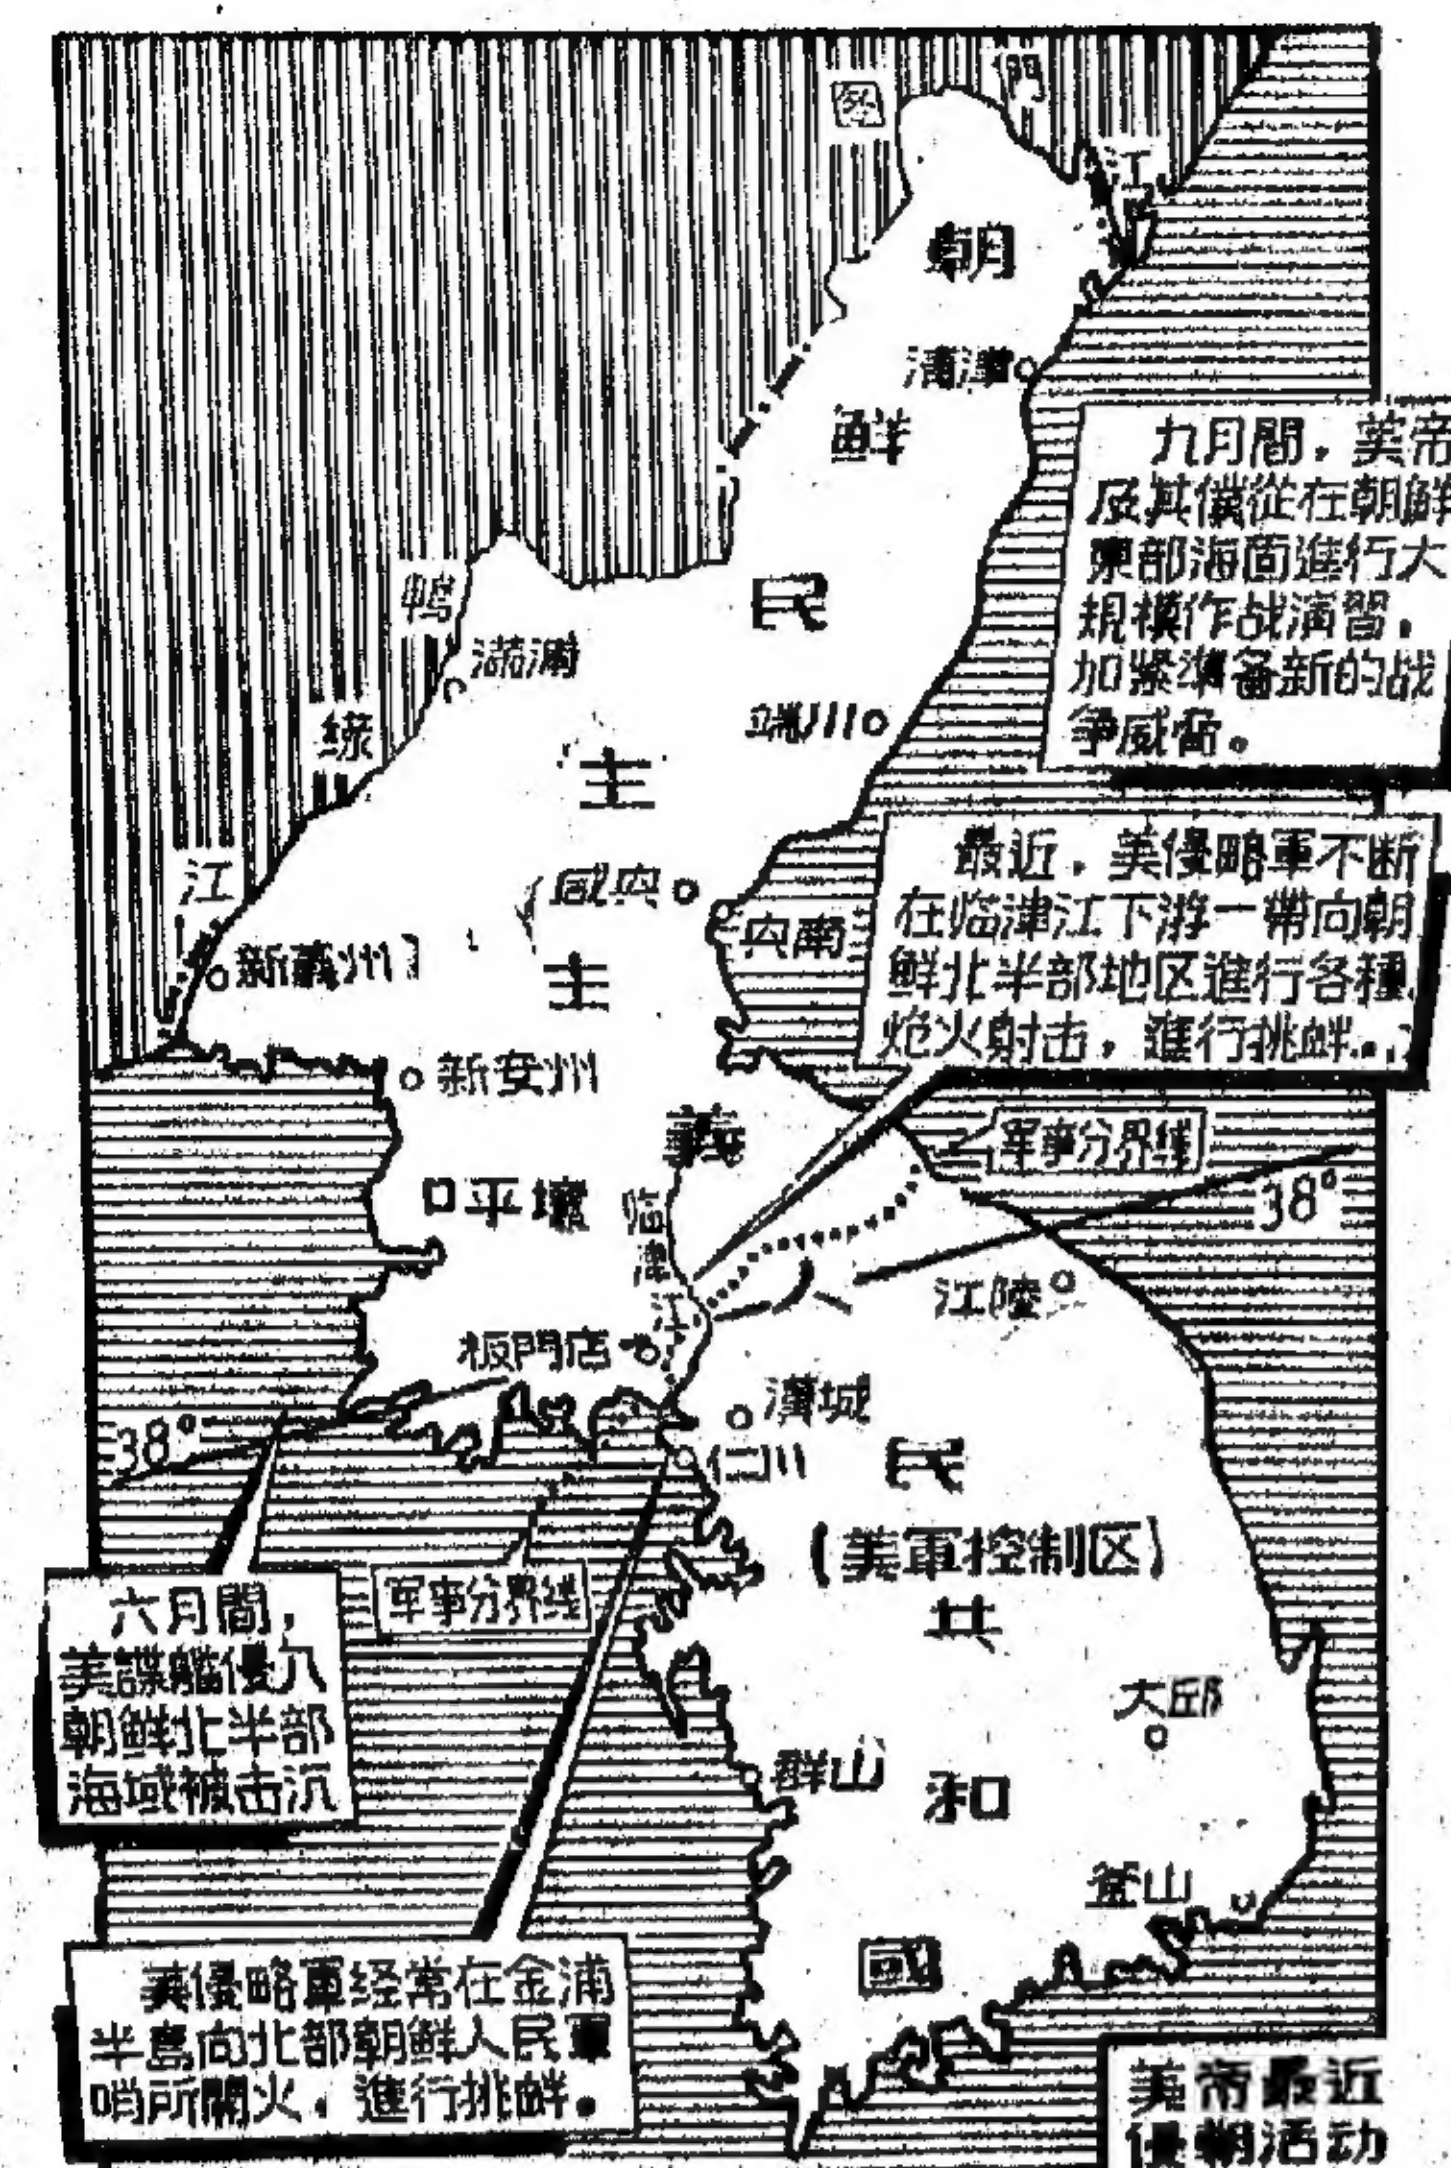 門
江
朝
清津
鮮
九月間，美帝
及其僕從在朝鮮
東部海面進行大
規模作战演習，
加緊準备新的战
争威脅。
鸭
满浦
民
端川
绿
主
江
咸兴
兴南
新義州
主
最近，美侵略軍不断
在临津江下游一帶向朝
鮮北半部地区進行各種
炮火射击，進行挑衅。
新安州
義
军事分界线
38°
平壤
临
津
江
江陵
板門店
漢城
38°
仁川
民
(美軍控制区)
六月間，
美諜艦侵入
朝鮮北半部
海域被击沉
军事分界线
共
大邱
群山
和
釜山
國
美侵略軍经常在金浦
半島向北部朝鮮人民軍
哨所開火，進行挑衅。
美帝最近
侵朝活动